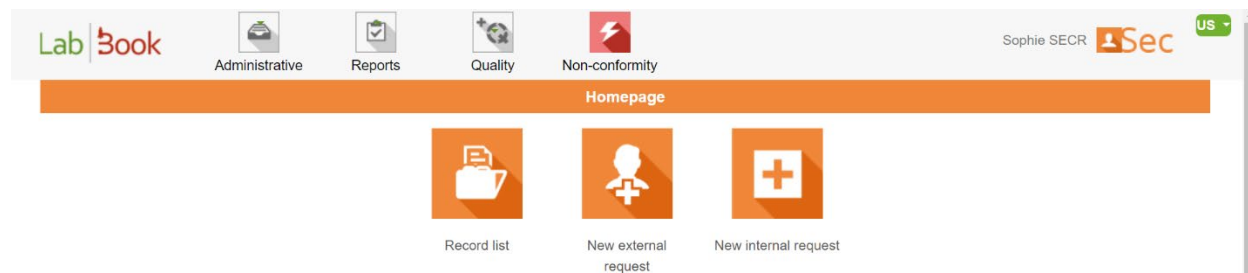 Lab Book
Administrative
Reports
Quality
Non-conformity
Sophie SECR
Sec
US
Homepage
Record list
New external
request
New internal request